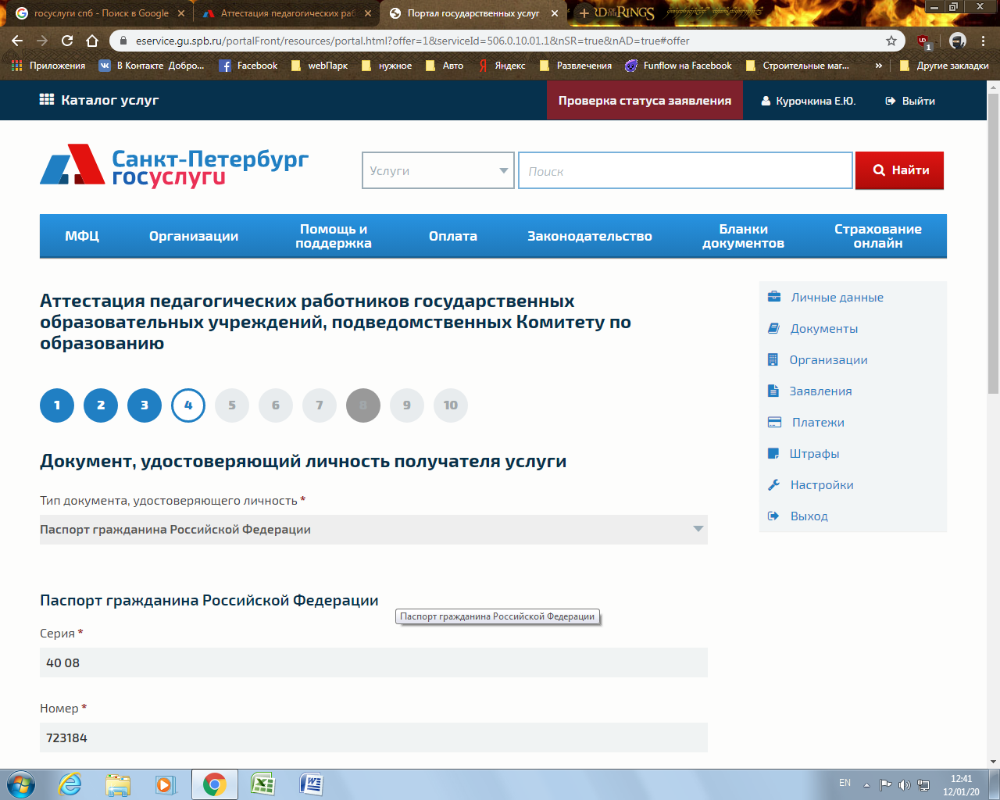 госуслуги спб - Поиск в Google
Аттестация педагогических раб
Портал государственных услуг
RD OF THE RINGS
eservice.gu.spb.ru/portalFront/resources/portal.html?offer=1&serviceId=506.0.10.01.1&nSR=true&nAD=true#offer
1
Приложения
В Контакте Добро...
Facebook
webПарк
нужное
Авто
Яндекс
Развлечения
Funflow на Facebook
Строительные маг...
»
Другие закладки
Каталог услуг
Проверка статуса заявления
Курочкина Е.Ю.
Выйти
Санкт-Петербург
госуслуги
Услуги
Поиск
Найти
МФЦ
Организации
Помощь и
поддержка
Оплата
Законодательство
Бланки
документов
Страхование
онлайн
Аттестация педагогических работников государственных
образовательных учреждений, подведомственных Комитету по
образованию
1 2 3 4 5 6 7 8 9 10
Личные данные
Документы
Организации
Заявления
Платежи
Штрафы
Настройки
Выход
Документ, удостоверяющий личность получателя услуги
Тип документа, удостоверяющего личность *
Паспорт гражданина Российской Федерации
Паспорт гражданина Российской Федерации
Паспорт гражданина Российской Федерации
Серия *
40 08
Номер *
723184
EN
12:41
12/01/20